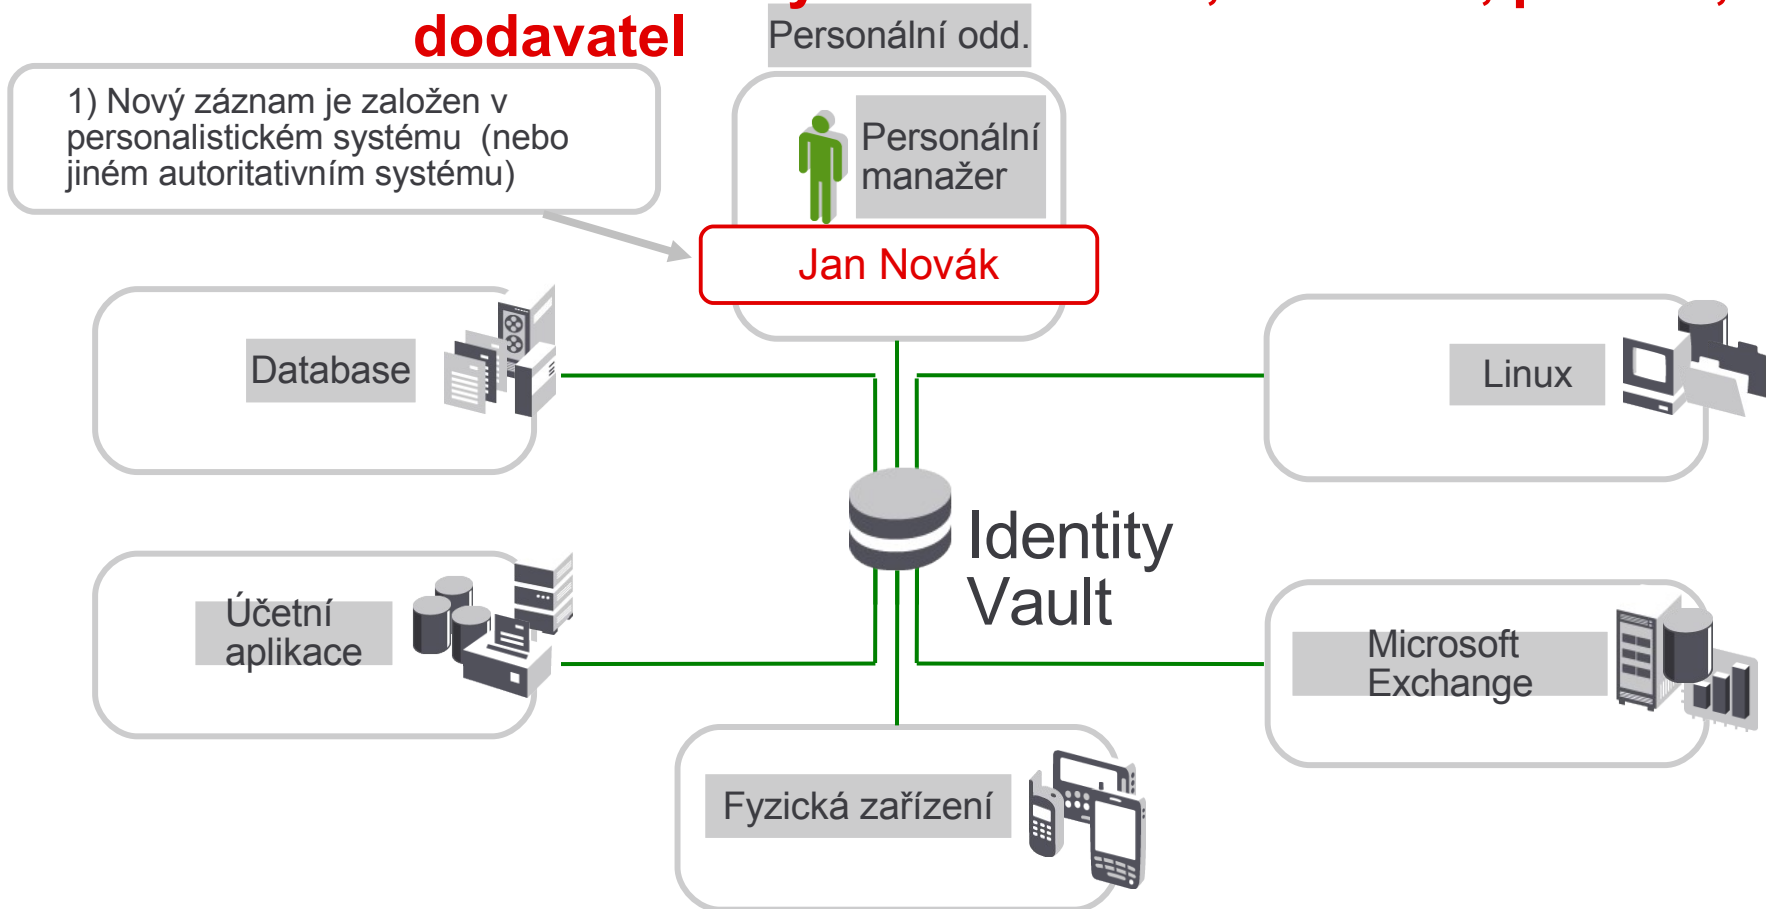 dodavatel
Personální odd.
1) Nový záznam je založen v
personalistickém systému (nebo
jiném autoritativním systému)
Personální
manažer
Jan Novák
Database
Linux
Identity
Vault
Účetní
aplikace
Microsoft
Exchange
Fyzická zařízení